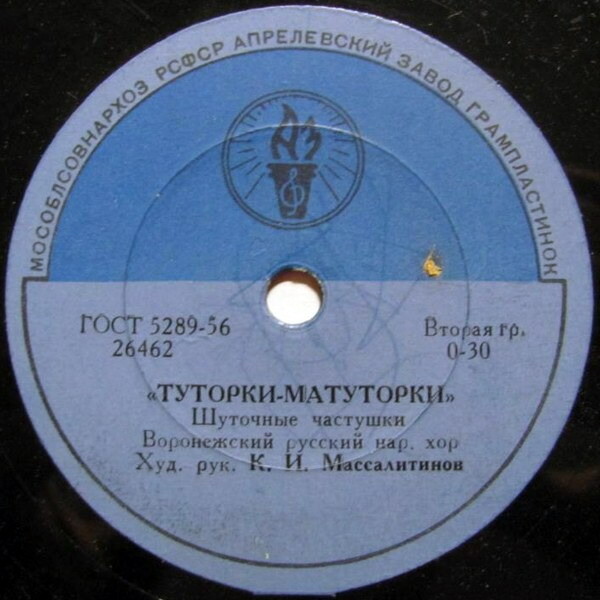 МОСОБЛСОВНАРХОЗ РСФСР АПРЕЛЕВСКИЙ ЗАВОД ГРАМПЛАСТИНОК
АЗ
ГОСТ 5289-56
26462
Вторая гр.
0-30
«ТУТОРКИ-МАТУТОРКИ»
Шуточные частушки
Воронежский русский нар. хор
Худ. рук. К. И. Массалитинов